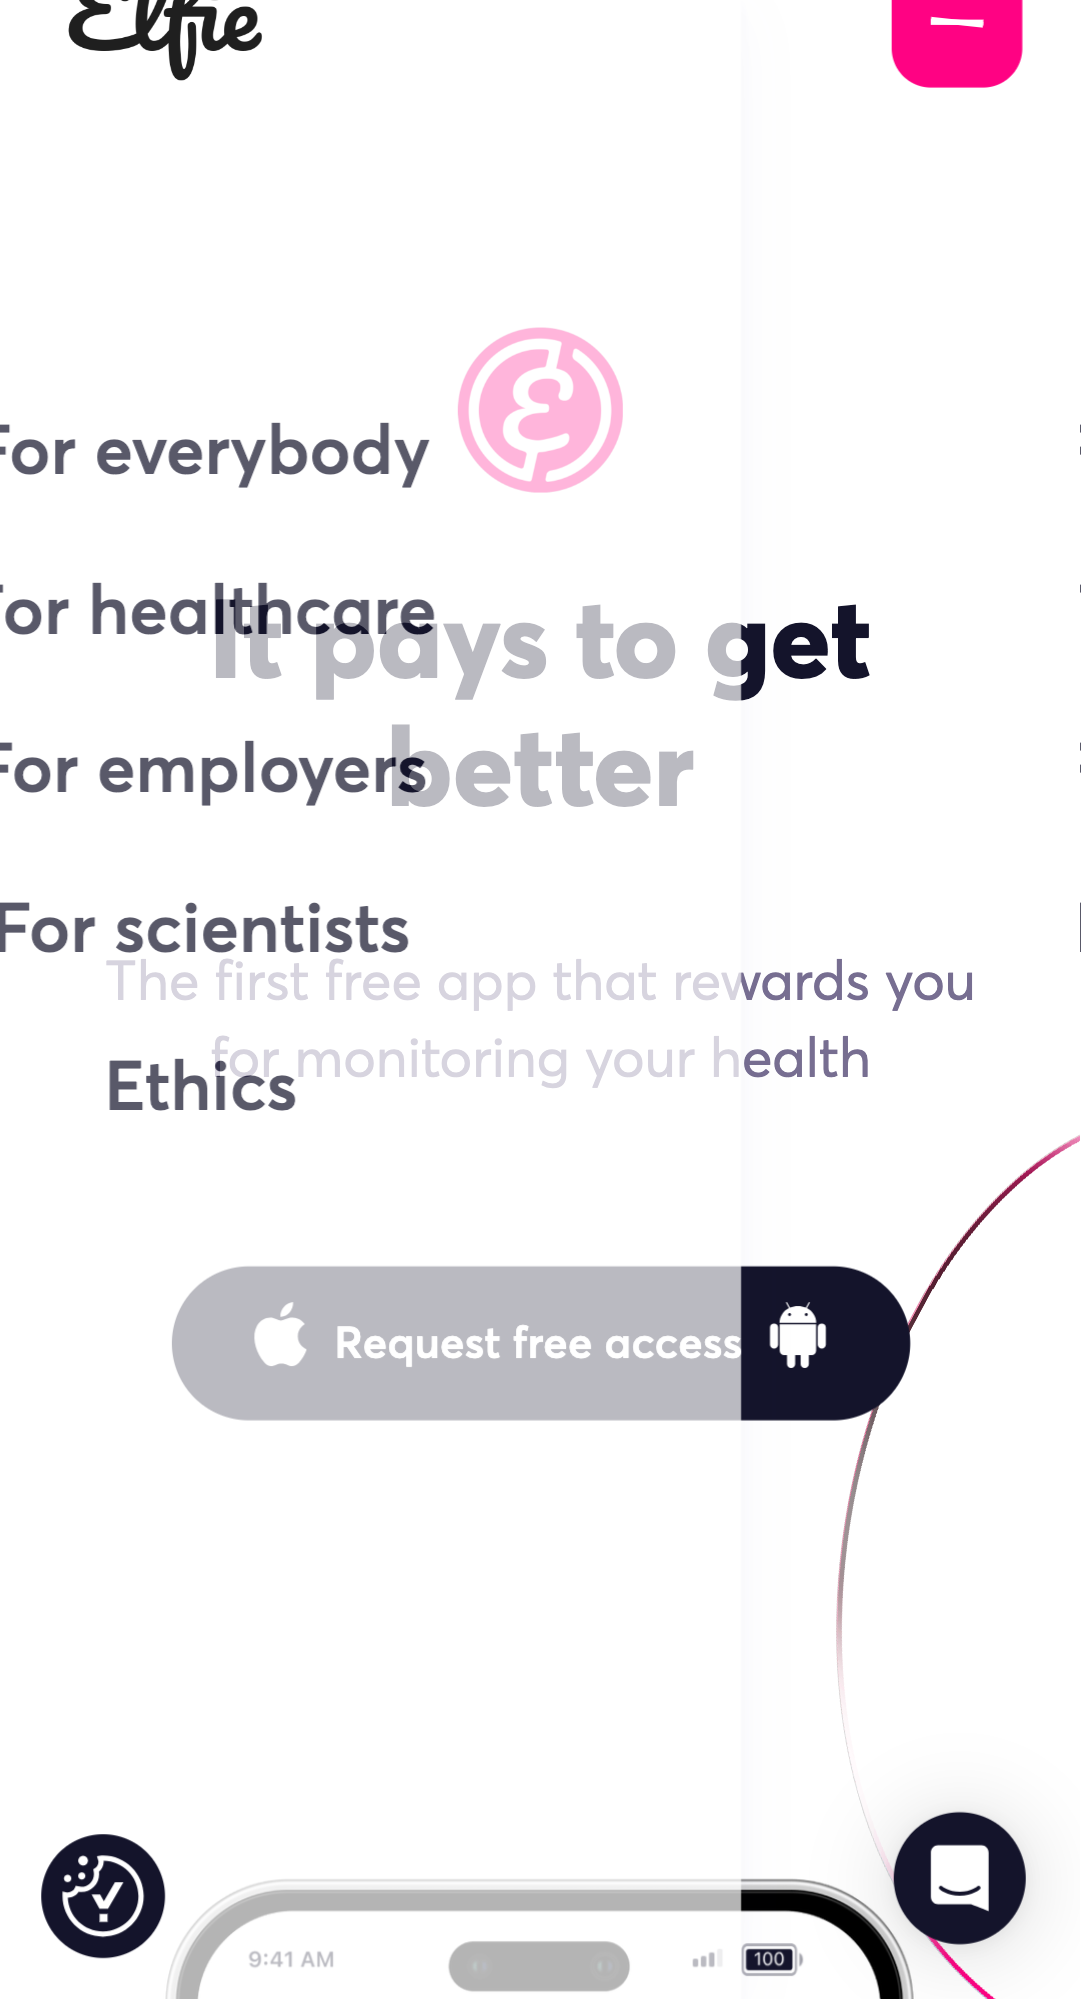 Elfie
For everybody
For healthcare
It pays to get
better
For employers
For scientists
The first free app that rewards you
for monitoring your health
Ethics
Request free access
9:41 AM
100